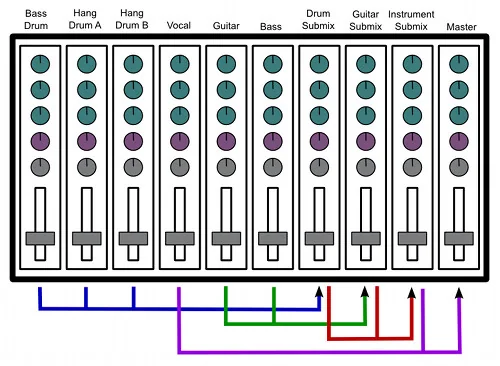 Bass
Drum
Hang
Drum A
Hang
Drum B
Vocal
Guitar
Bass
Drum
Submix
Guitar
Submix
Instrument
Submix
Master